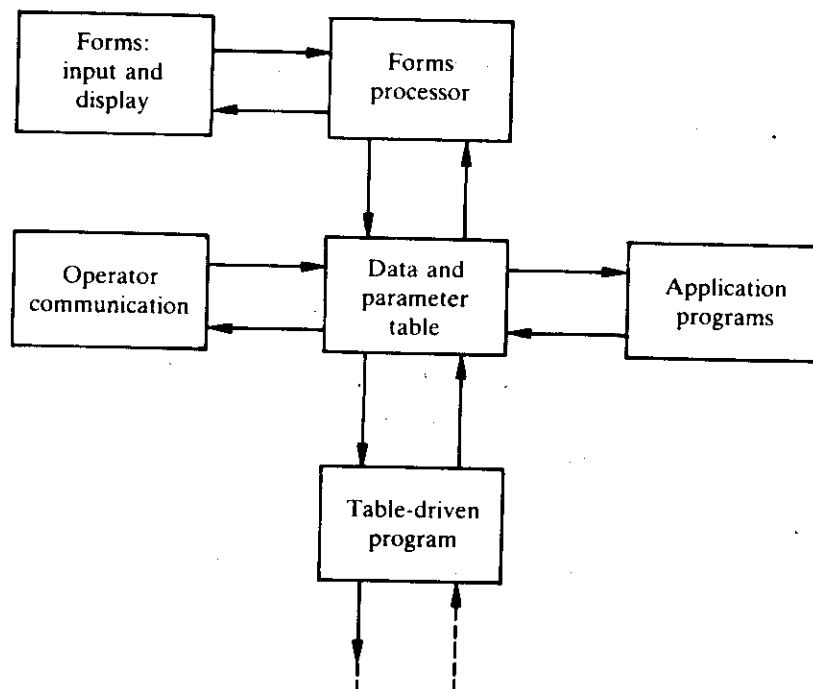 Forms:
input and
display
Forms
processor
Operator
communication
Data and
parameter
table
Application
programs
Table-driven
program